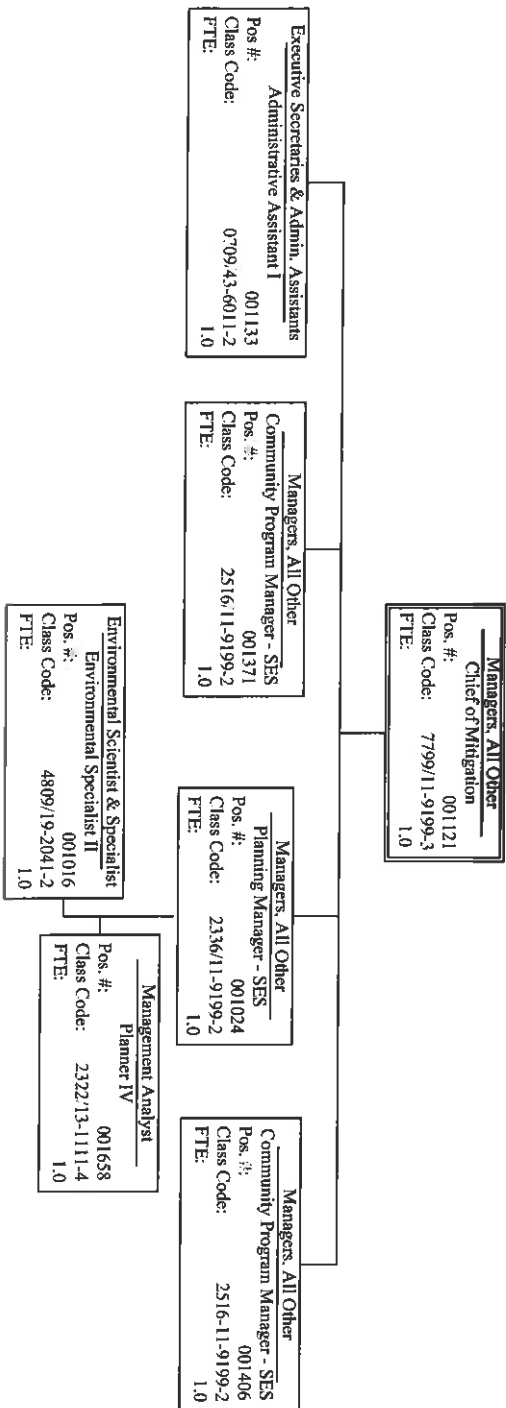 Managers, All Other
Chief of Mitigation
Pos. #: 001121
Class Code: 7799/11-9199-3
FTE: 1.0
Executive Secretaries & Admin. Assistants
Administrative Assistant I
Pos #: 001133
Class Code: 0709/43-6011-2
FTE: 1.0
Managers, All Other
Community Program Manager - SES
Pos. #: 001371
Class Code: 2516/11-9199-2
FTE: 1.0
Managers, All Other
Planning Manager - SES
Pos. #: 001024
Class Code: 2336/11-9199-2
FTE: 1.0
Managers, All Other
Community Program Manager - SES
Pos. #: 001406
Class Code: 2516-11-9199-2
FTE: 1.0
Environmental Scientist & Specialist
Environmental Specialist II
Pos. #: 001016
Class Code: 4809/19-2041-2
FTE: 1.0
Management Analyst
Planner IV
Pos. #: 001658
Class Code: 2322/13-1111-4
FTE: 1.0